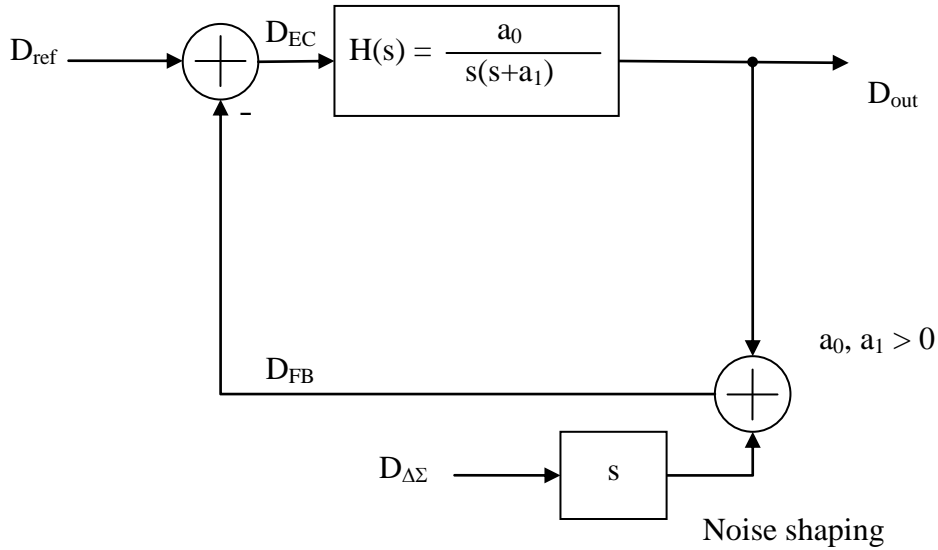 D_ref
D_EC
H(s) = a_0 / s(s+a_1)
D_out
-
D_FB
a_0, a_1 > 0
D_ΔΣ
s
Noise shaping